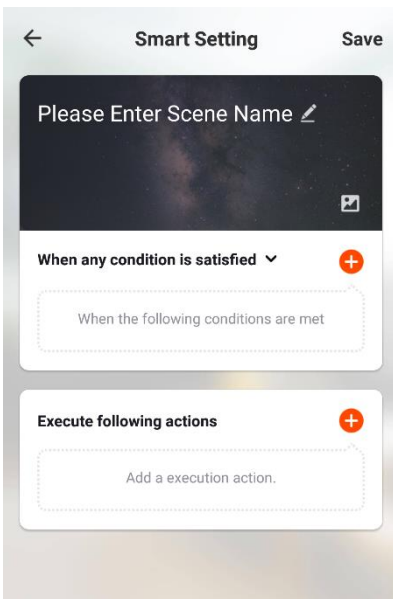 Smart Setting Save
Please Enter Scene Name
When any condition is satisfied
When the following conditions are met
Execute following actions
Add a execution action.